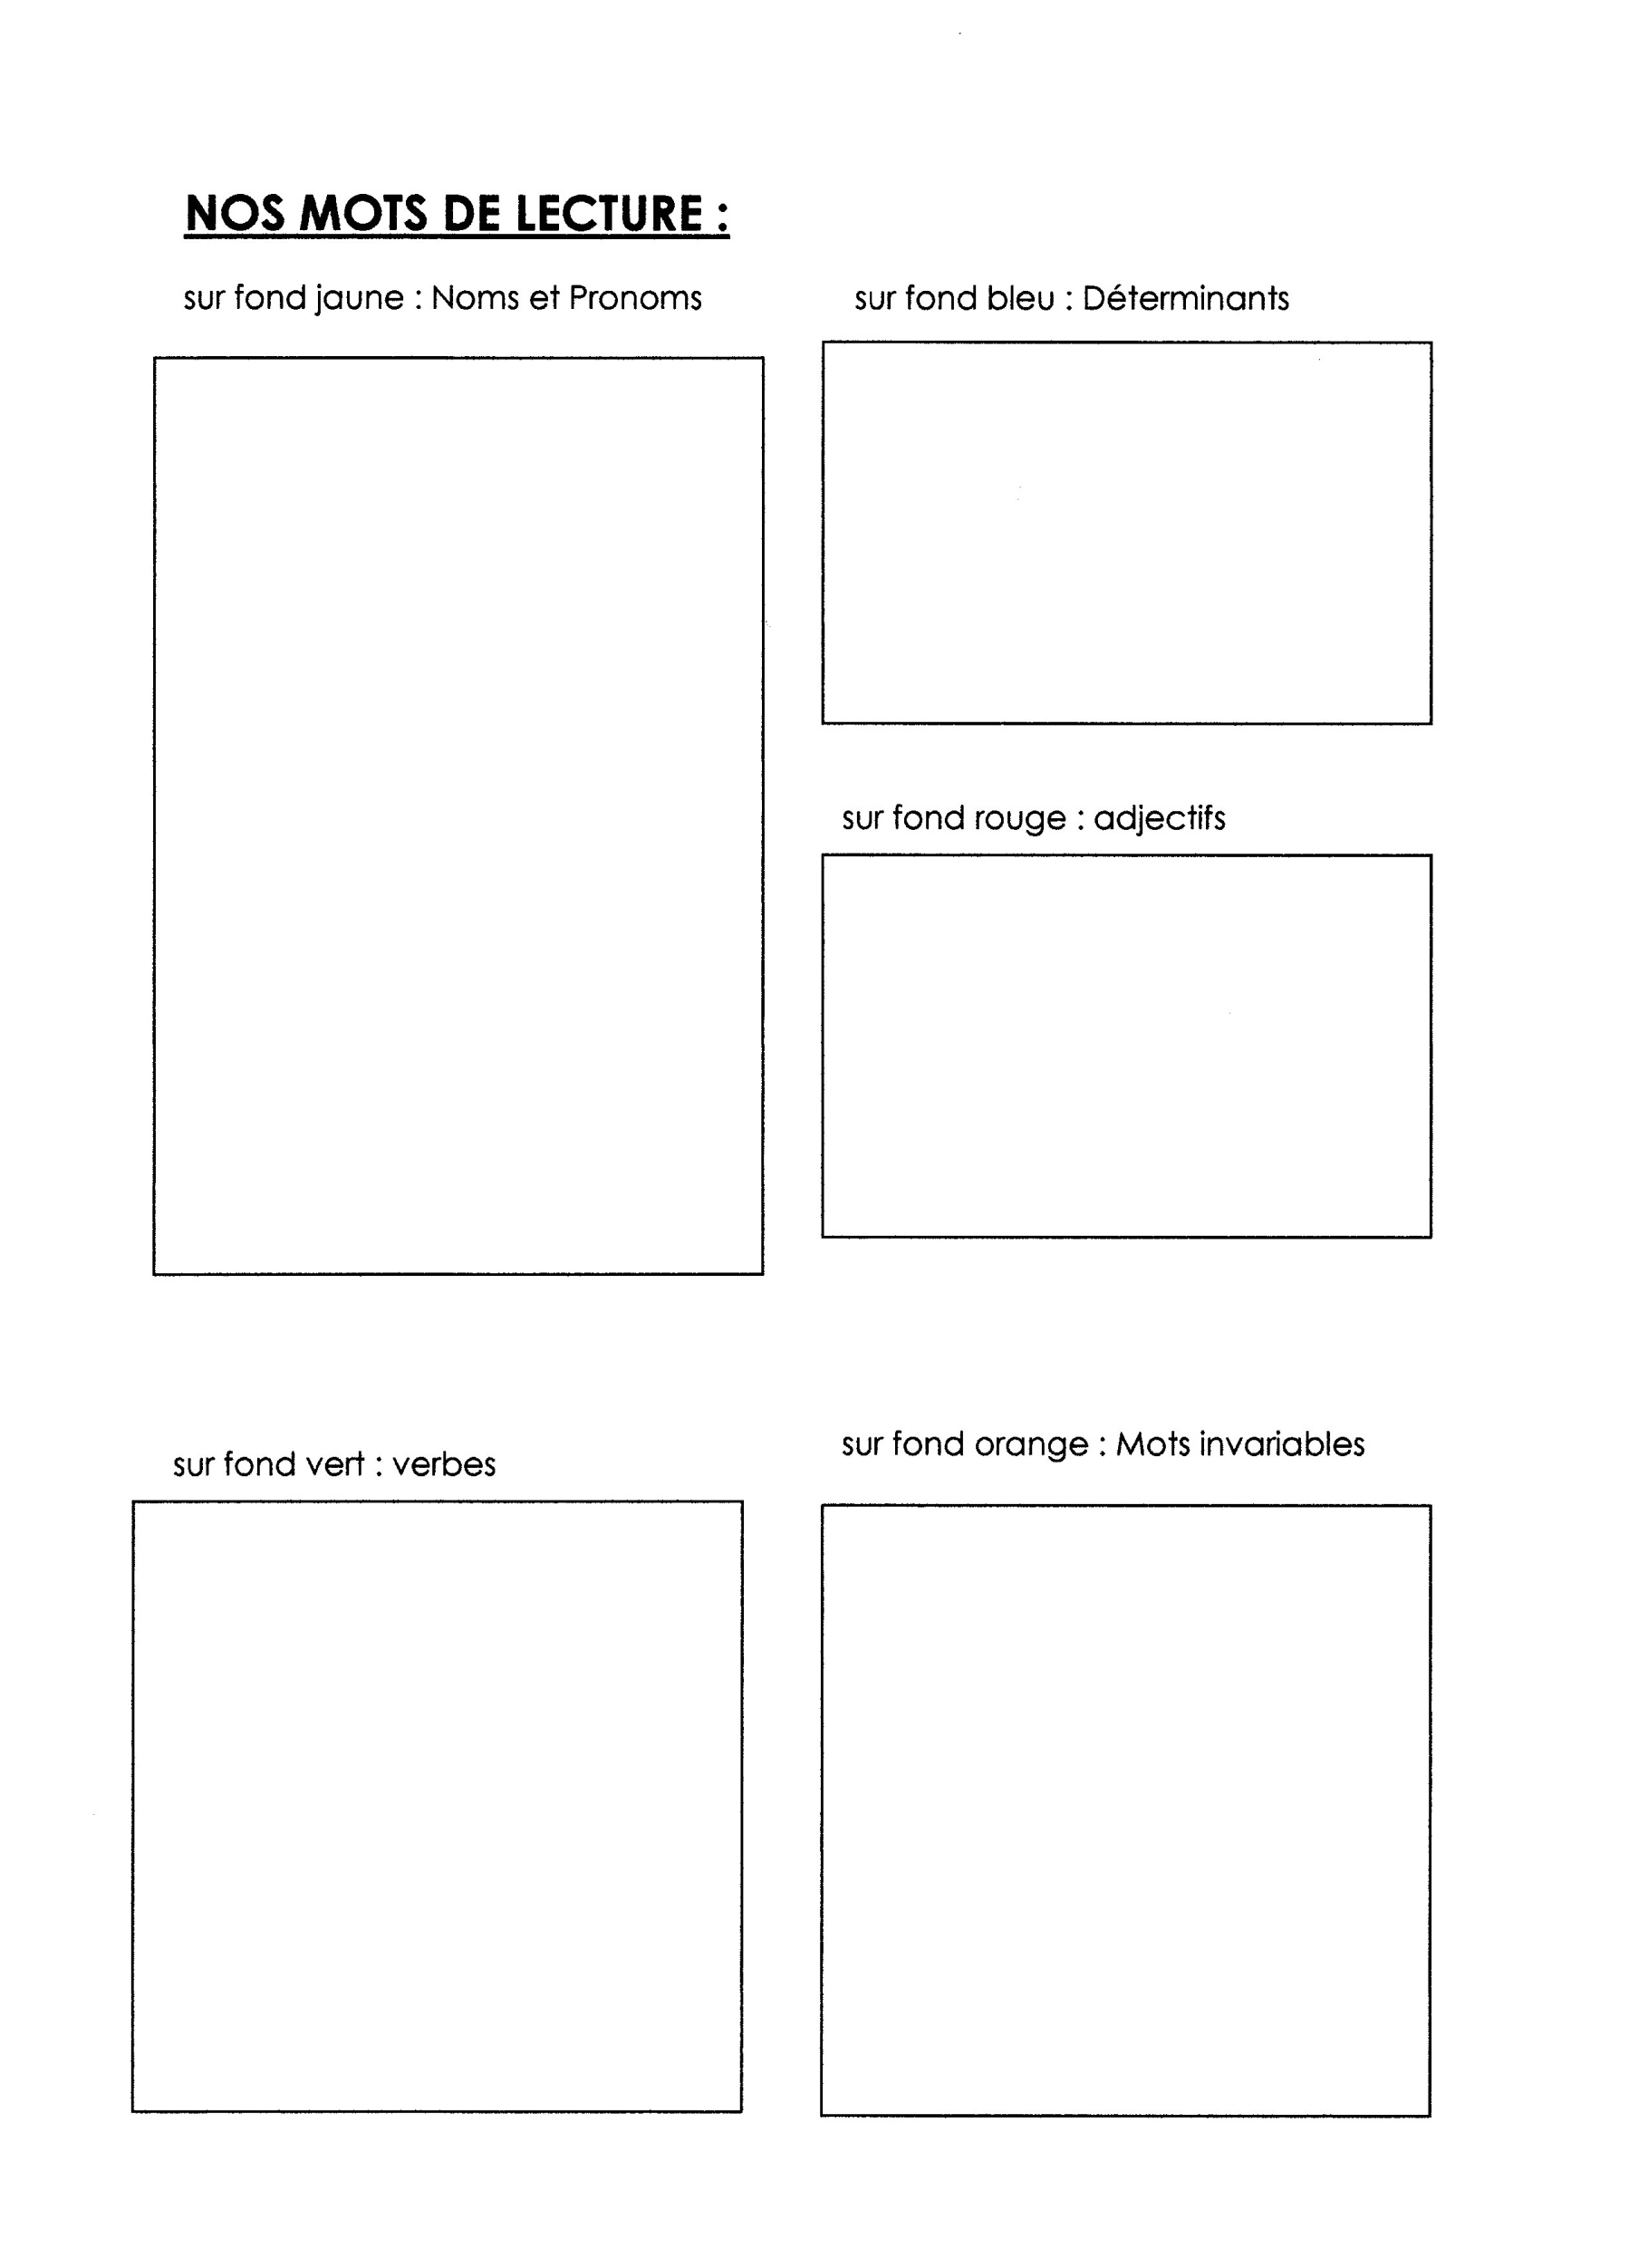 NOS MOTS DE LECTURE :
sur fond jaune : Noms et Pronoms
sur fond bleu : Déterminants
sur fond rouge : adjectifs
sur fond vert : verbes
sur fond orange : Mots invariables